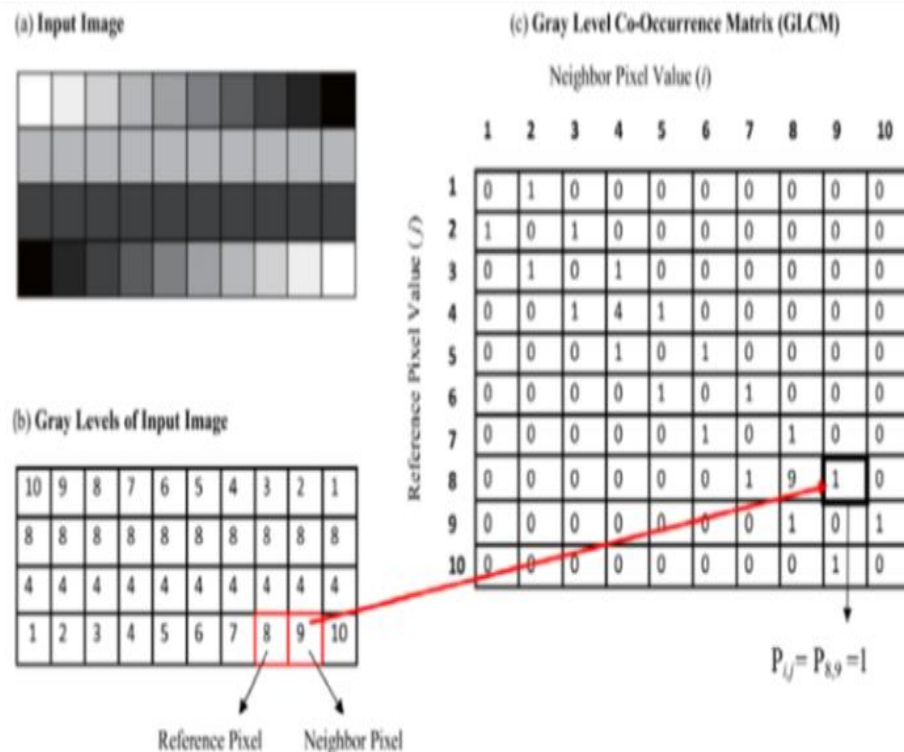 (a) Input Image
(c) Gray Level Co-Occurrence Matrix (GLCM)
Neighbor Pixel Value (i)
1 2 3 4 5 6 7 8 9 10
Reference Pixel Value (j)
1 0 1 0 0 0 0 0 0 0 0
2 1 0 1 0 0 0 0 0 0 0
3 0 1 0 1 0 0 0 0 0 0
4 0 0 1 4 1 0 0 0 0 0
5 0 0 0 1 0 1 0 0 0 0
6 0 0 0 0 1 0 1 0 0 0
7 0 0 0 0 0 1 0 1 0 0
8 0 0 0 0 0 0 1 9 1 0
9 0 0 0 0 0 0 0 1 0 1
10 0 0 0 0 0 0 0 0 1 0
P i,j = P 8,9 =1
(b) Gray Levels of Input Image
10 9 8 7 6 5 4 3 2 1
8 8 8 8 8 8 8 8 8 8
4 4 4 4 4 4 4 4 4 4
1 2 3 4 5 6 7 8 9 10
Reference Pixel Neighbor Pixel